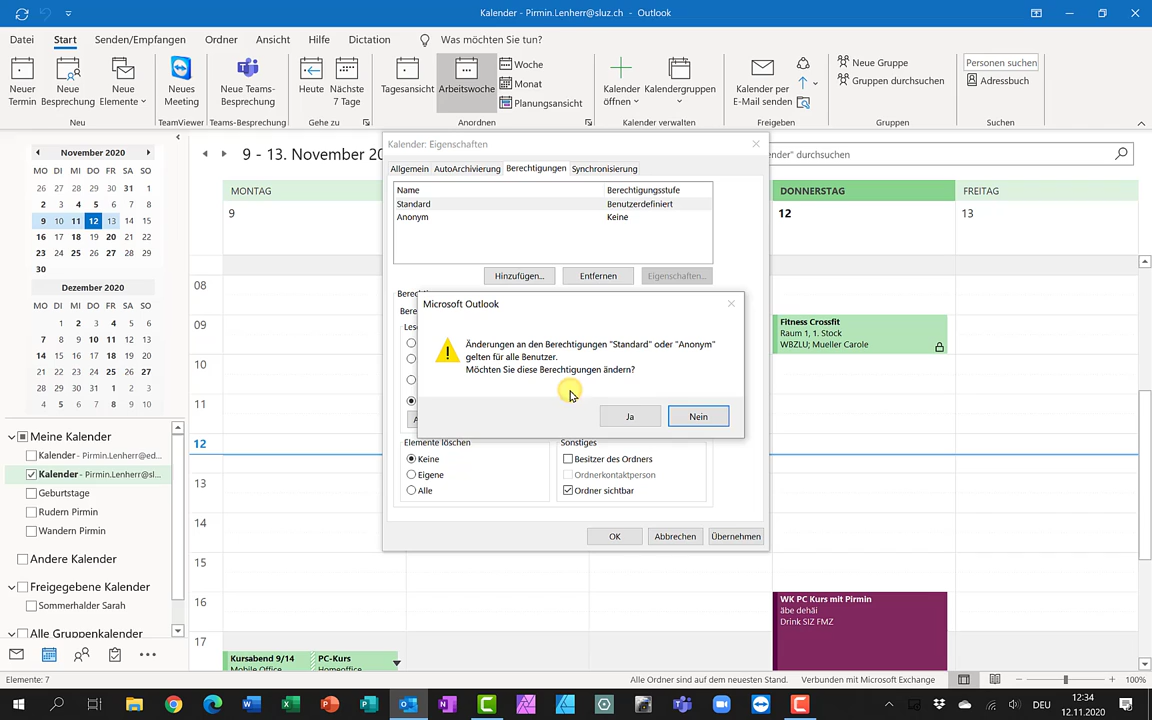 Kalender - Pirmin.Lenherr@sluz.ch - Outlook
Datei Start Senden/Empfangen Ordner Ansicht Hilfe Dictation Was möchten Sie tun?
Neuer Termin
Neue Besprechung
Neue Elemente
Neues Meeting
Neue Teams-Besprechung
Heute
Nächste 7 Tage
Tagesansicht
Arbeitswoche
Woche
Monat
Planungsansicht
Kalender öffnen
Kalendergruppen
Kalender per E-Mail senden
Neue Gruppe
Gruppen durchsuchen
Personen suchen
Adressbuch
Neu TeamViewer Teams-Besprechung Gehe zu Anordnen Kalender verwalten Freigeben Gruppen Suchen
November 2020
MO DI MI DO FR SA SO
26 27 28 29 30 31 1
2 3 4 5 6 7 8
9 10 11 12 13 14 15
16 17 18 19 20 21 22
23 24 25 26 27 28 29
30
Dezember 2020
MO DI MI DO FR SA SO
1 2 3 4 5 6
7 8 9 10 11 12 13
14 15 16 17 18 19 20
21 22 23 24 25 26 27
28 29 30 31 1 2 3
4 5 6 7 8 9 10
Meine Kalender
Kalender - Pirmin.Lenherr@ed...
Kalender - Pirmin.Lenherr@sl...
Geburtstage
Rudern Pirmin
Wandern Pirmin
Andere Kalender
Freigegebene Kalender
Sommerhalder Sarah
Alle Gruppenkalender
9 - 13. November 20
ender" durchsuchen
MONTAG DONNERSTAG FREITAG
9 12 13
08
09
10
11
12
13
14
15
16
17
Fitness Crossfit
Raum 1, 1. Stock
WBZLU; Mueller Carole
WK PC Kurs mit Pirmin
äbe dehäi
Drink SIZ FMZ
Kursabend 9/14
Mobile Office
PC-Kurs
Homeoffice
Kalender: Eigenschaften
Allgemein AutoArchivierung Berechtigungen Synchronisierung
Name Berechtigungsstufe
Standard Benutzerdefiniert
Anonym Keine
Hinzufügen... Entfernen Eigenschaften...
Microsoft Outlook
Änderungen an den Berechtigungen "Standard" oder "Anonym"
gelten für alle Benutzer.
Möchten Sie diese Berechtigungen ändern?
Ja Nein
Elemente löschen
Keine
Eigene
Alle
Sonstiges
Besitzer des Ordners
Ordnerkontaktperson
Ordner sichtbar
OK Abbrechen Übernehmen
Elemente: 7 Alle Ordner sind auf dem neuesten Stand. Verbunden mit Microsoft Exchange 100%
DEU
12:34
12.11.2020